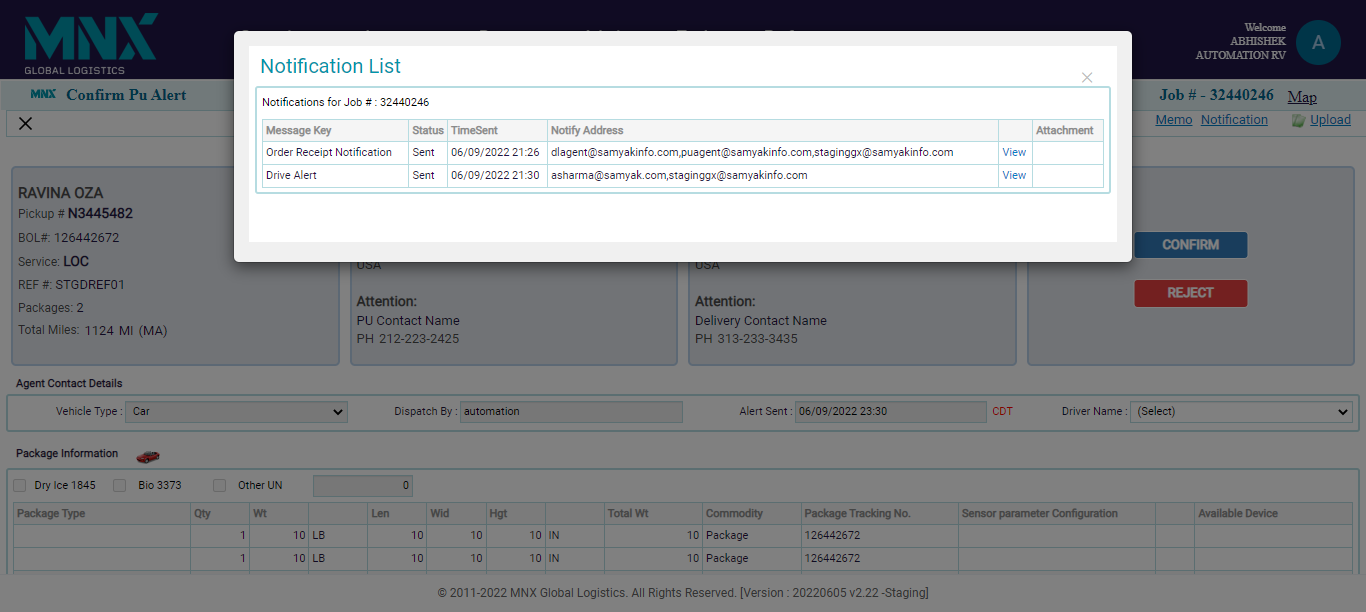 MNX
GLOBAL LOGISTICS
Welcome
ABHISHEK
AUTOMATION RV
A
MNX Confirm Pu Alert
Job # - 32440246 Map
Memo Notification Upload
Notification List
Notifications for Job # : 32440246
Message Key Status TimeSent Notify Address Attachment
Order Receipt Notification Sent 06/09/2022 21:26 dlagent@samyakinfo.com,puagent@samyakinfo.com,staginggx@samyakinfo.com View
Drive Alert Sent 06/09/2022 21:30 asharma@samyak.com,staginggx@samyakinfo.com View
RAVINA OZA
Pickup # N3445482
BOL#: 126442672
Service: LOC
REF #: STGDREF01
Packages: 2
Total Miles: 1124 MI (MA)
USA
Attention:
PU Contact Name
PH 212-223-2425
USA
Attention:
Delivery Contact Name
PH 313-233-3435
CONFIRM
REJECT
Agent Contact Details
Vehicle Type : Car Dispatch By : automation Alert Sent : 06/09/2022 23:30 CDT Driver Name : (Select)
Package Information
Dry Ice 1845 Bio 3373 Other UN 0
Package Type Qty Wt Len Wid Hgt Total Wt Commodity Package Tracking No. Sensor parameter Configuration Available Device
1 10 LB 10 10 10 IN 10 Package 126442672
1 10 LB 10 10 10 IN 10 Package 126442672
© 2011-2022 MNX Global Logistics. All Rights Reserved. [Version : 20220605 v2.22 -Staging]